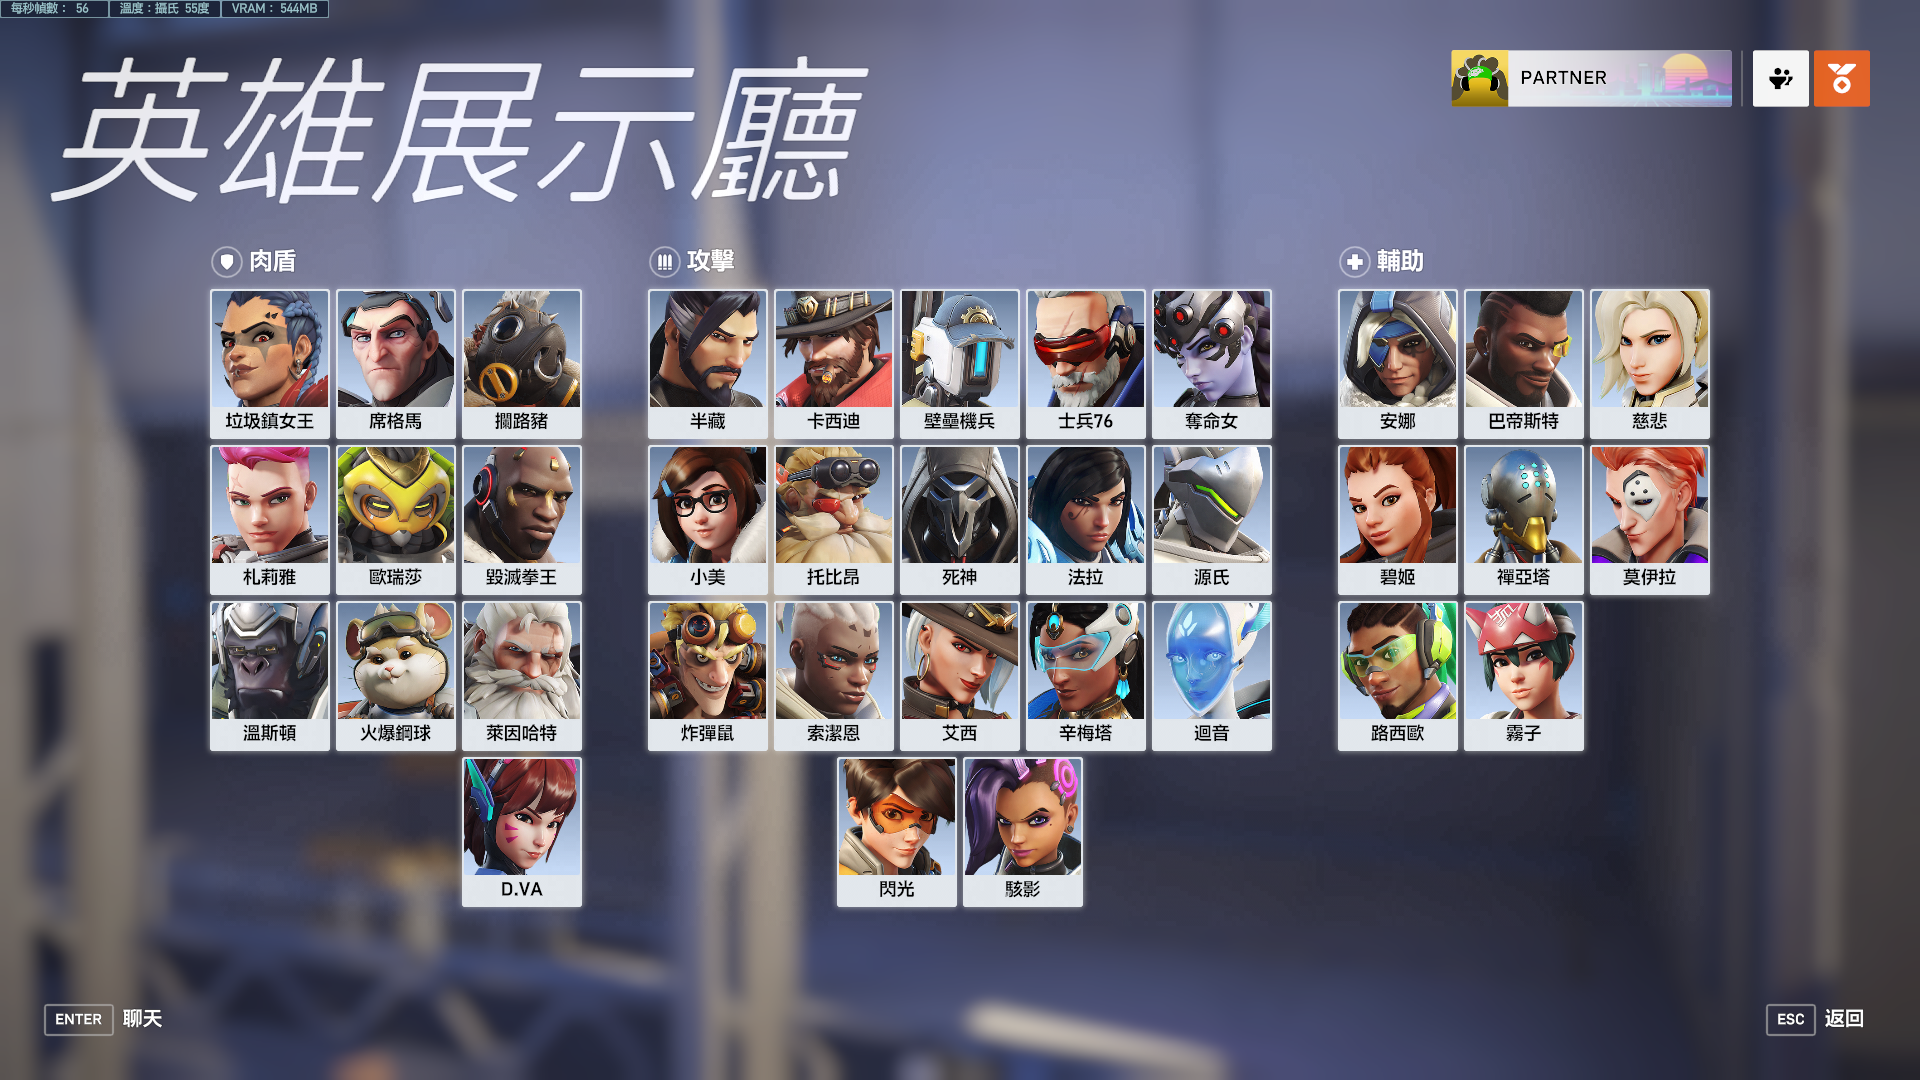 每秒幀數： 56 溫度：攝氏 55度 VRAM： 544MB
英雄展示廳
PARTNER
肉盾
攻擊
輔助
垃圾鎮女王 席格馬 攔路豬
半藏 卡西迪 壁壘機兵 士兵76 奪命女
安娜 巴帝斯特 慈悲
札莉雅 歐瑞莎 毀滅拳王
小美 托比昂 死神 法拉 源氏
碧姬 禪亞塔 莫伊拉
溫斯頓 火爆鋼球 萊因哈特
炸彈鼠 索潔恩 艾西 辛梅塔 迴音
路西歐 霧子
D.VA
閃光 駭影
ENTER 聊天
ESC 返回